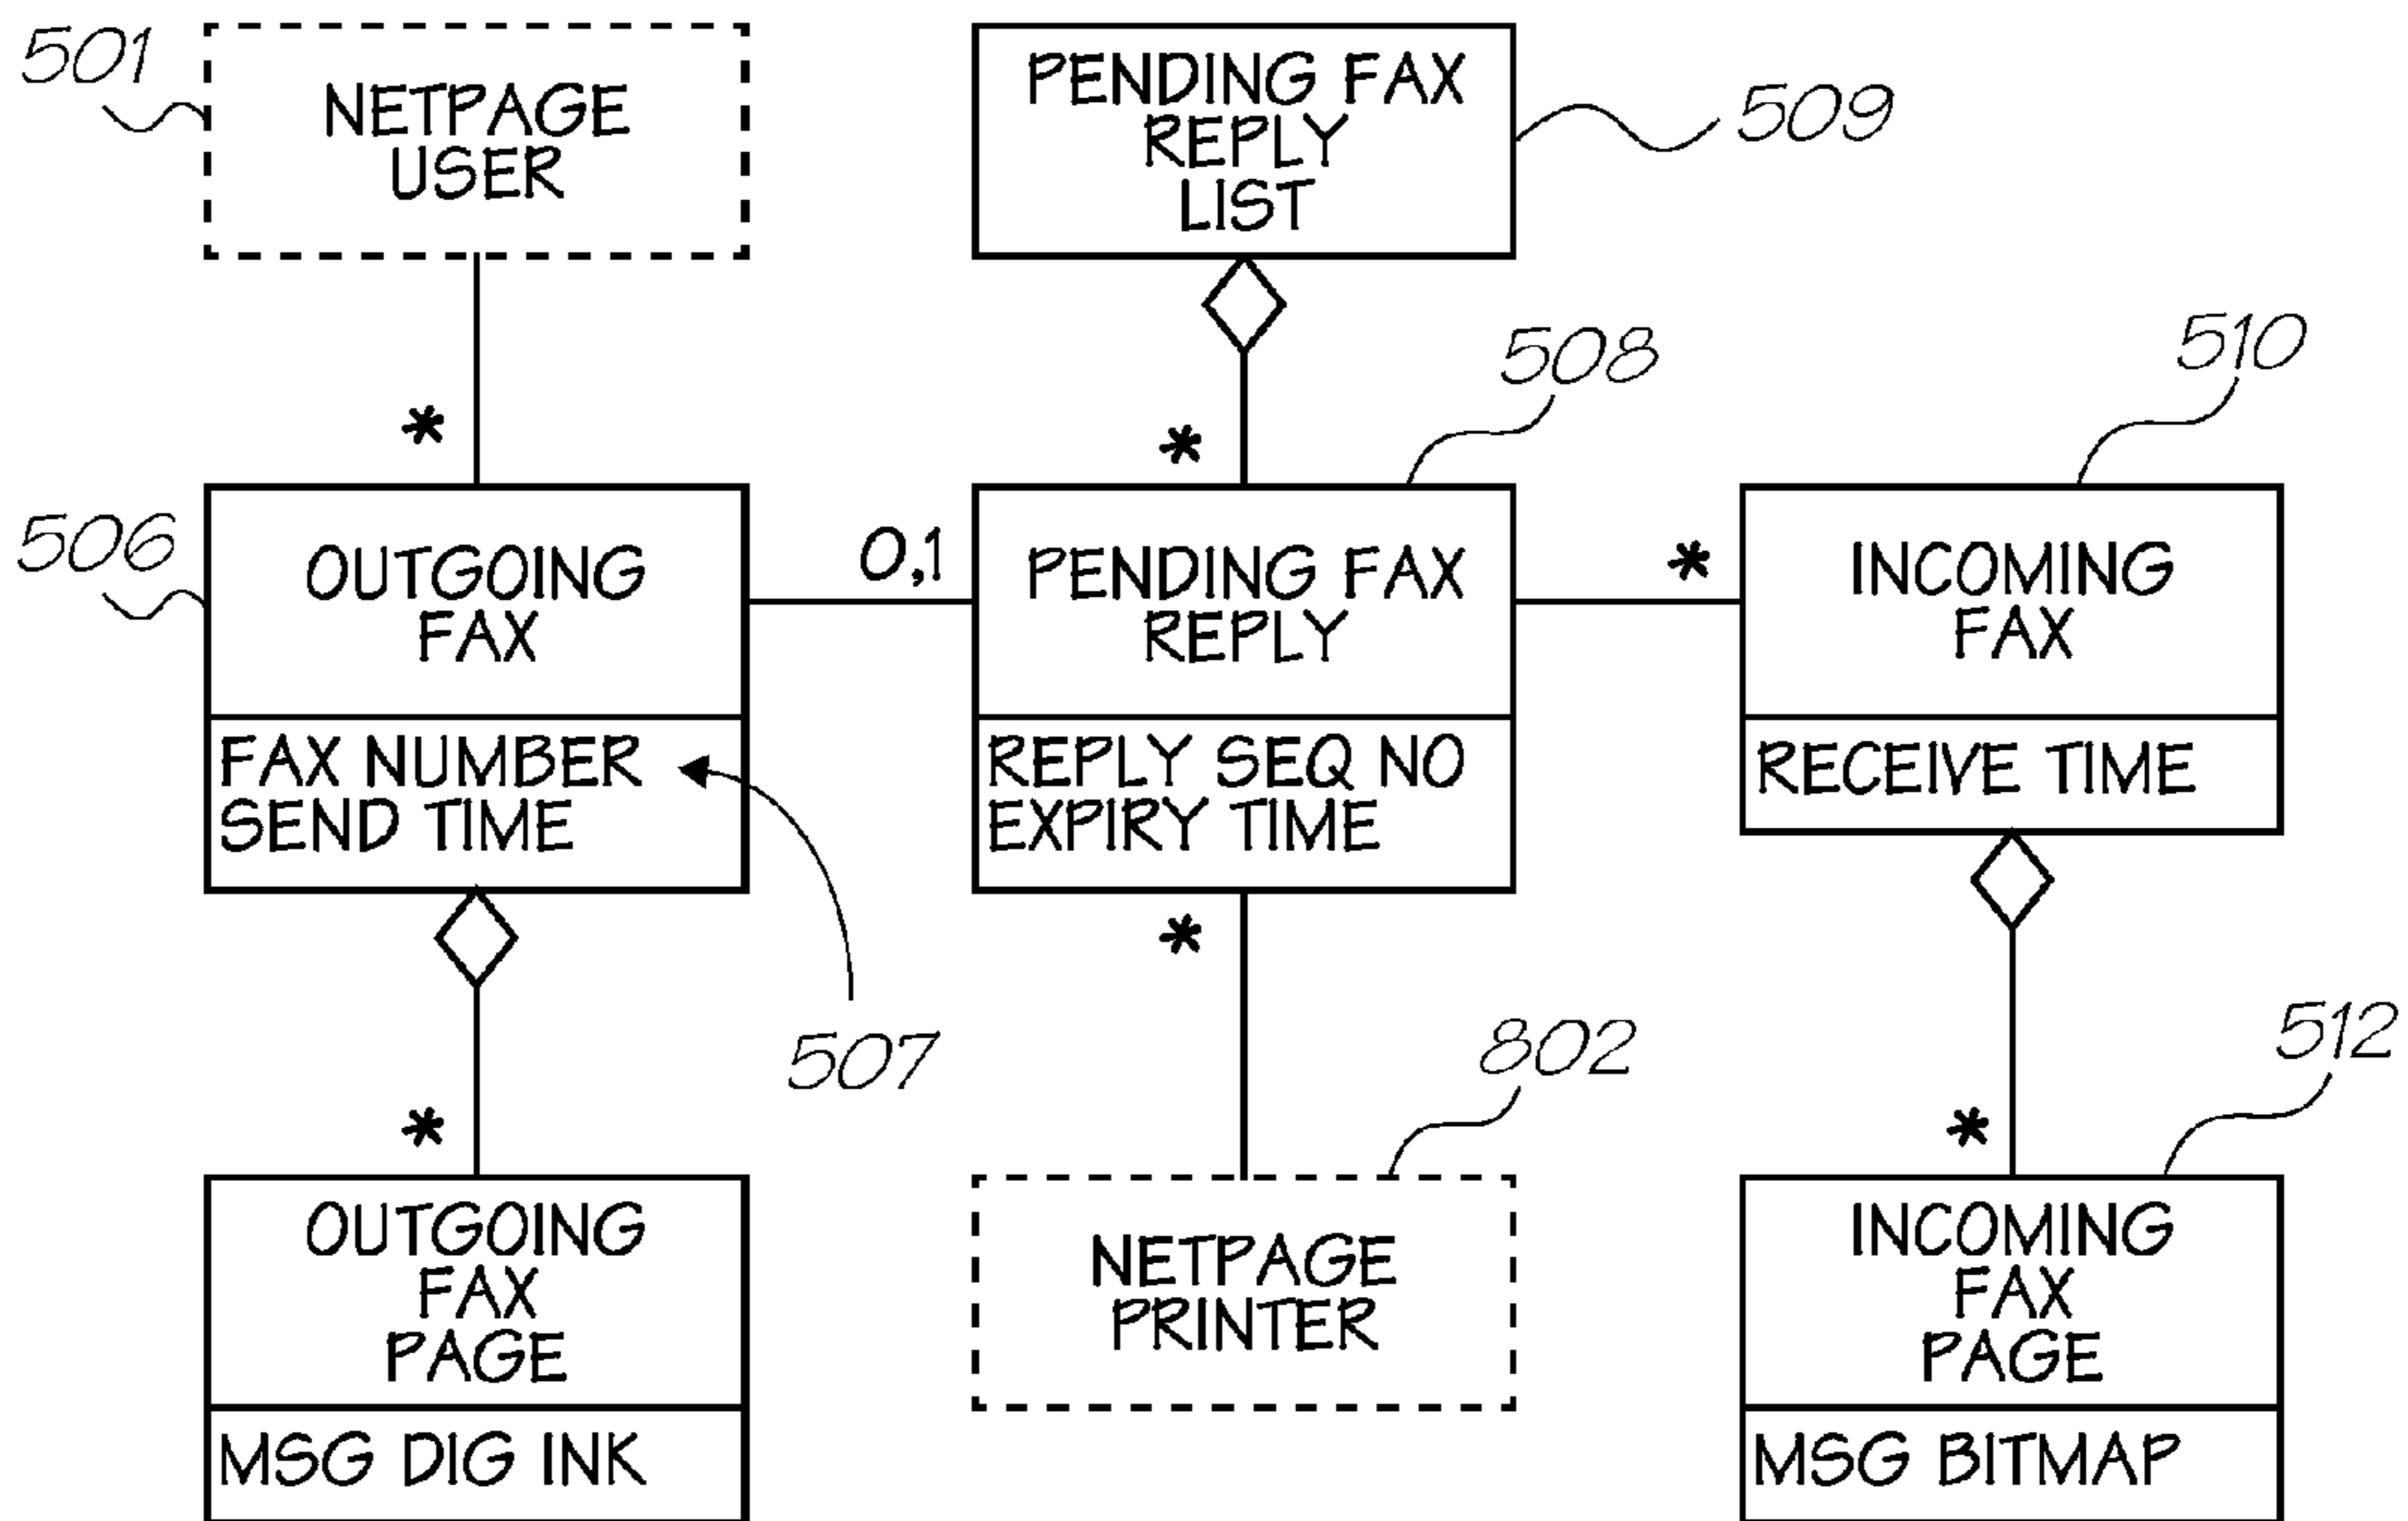 501
NETPAGE
USER
PENDING FAX
REPLY
LIST
509
*
*
508
510
506
OUTGOING
FAX
FAX NUMBER
SEND TIME
0,1
PENDING FAX
REPLY
REPLY SEQ NO
EXPIRY TIME
*
INCOMING
FAX
RECEIVE TIME
507
*
*
802
*
512
OUTGOING
FAX
PAGE
MSG DIG INK
NETPAGE
PRINTER
INCOMING
FAX
PAGE
MSG BITMAP